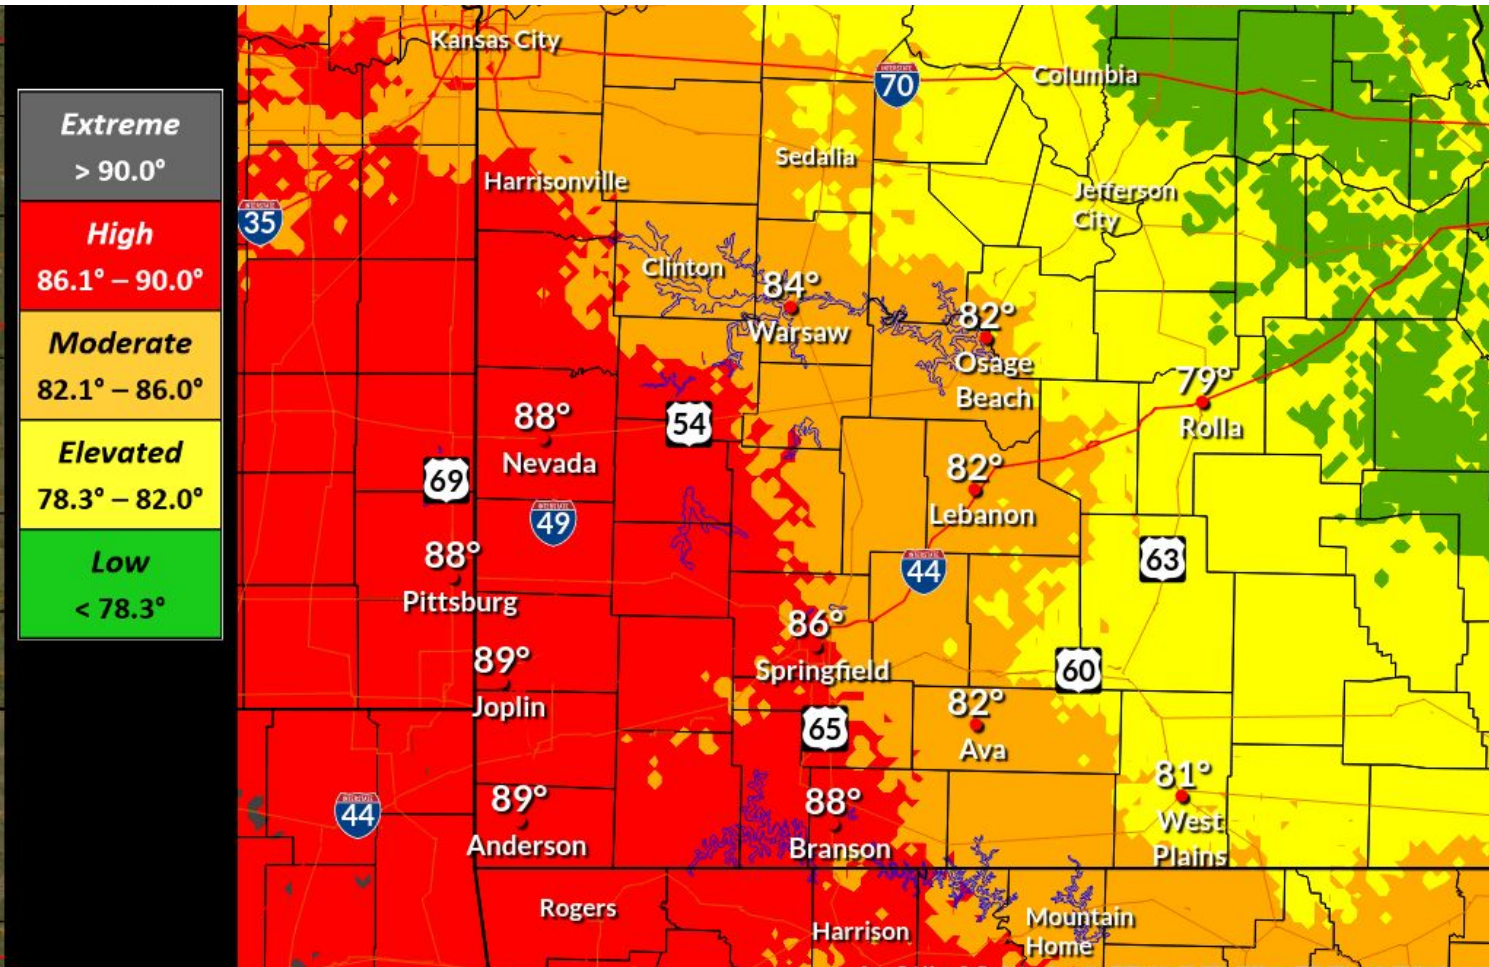 Extreme
> 90.0°
High
86.1° – 90.0°
Moderate
82.1° – 86.0°
Elevated
78.3° – 82.0°
Low
< 78.3°
Kansas City
70
Columbia
Sedalia
Harrisonville
Jefferson
City
35
Clinton
84°
Warsaw
82°
Osage
Beach
79°
Rolla
88°
Nevada
54
69
82°
Lebanon
49
44
63
88°
Pittsburg
86°
Springfield
89°
Joplin
60
82°
Ava
65
81°
West
Plains
44
89°
Anderson
88°
Branson
Rogers
Harrison
Mountain
Home